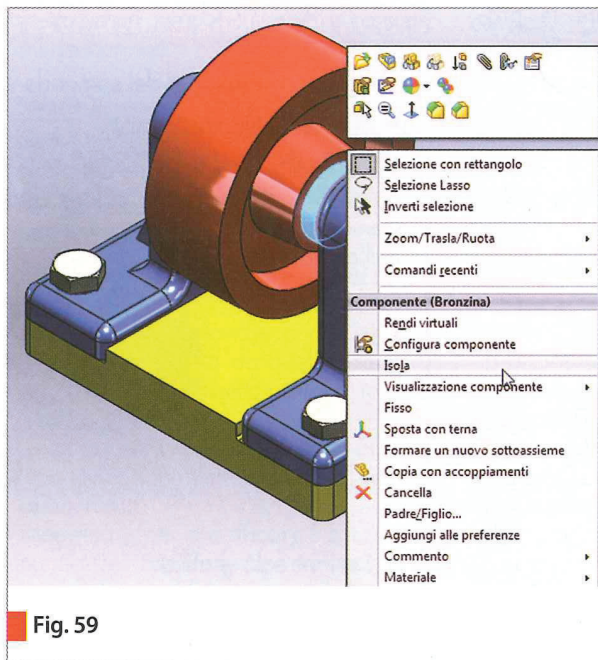 Selezione con rettangolo
Selezione Lasso
Inverti selezione
Zoom/Trasla/Ruota
Comandi recenti
Componente (Bronzina)
Rendi virtuali
Configura componente
Isola
Visualizzazione componente
Fisso
Sposta con terna
Formare un nuovo sottoassieme
Copia con accoppiamenti
Cancella
Padre/Figlio...
Aggiungi alle preferenze
Commento
Materiale
Fig. 59